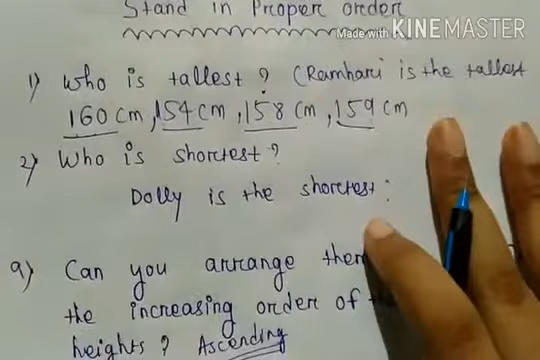 Stand in Proper order
Made with KINEMASTER
1) Who is tallest ? (Ramhari is the tallest
160 cm, 154 cm, 158 cm, 159 cm
2) Who is shortest ?
Dolly is the shortest :
a) Can you arrange
the increasing order of
heights ? Ascending